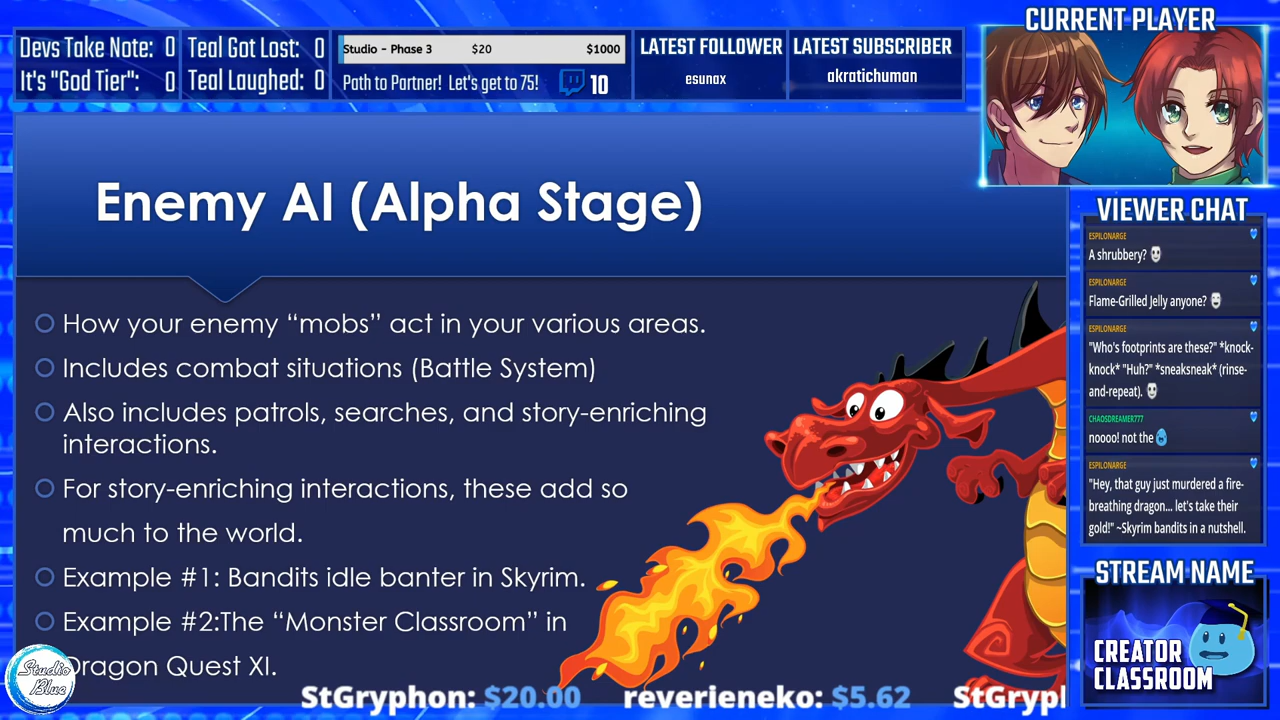 CURRENT PLAYER
Devs Take Note: 0
It's "God Tier": 0
Teal Got Lost: 0
Teal Laughed: 0
Studio - Phase 3 $20 $1000
Path to Partner! Let's get to 75! 10
LATEST FOLLOWER
esunax
LATEST SUBSCRIBER
akratichuman
Enemy AI (Alpha Stage)
How your enemy “mobs” act in your various areas.
Includes combat situations (Battle System)
Also includes patrols, searches, and story-enriching
interactions.
For story-enriching interactions, these add so
much to the world.
Example #1: Bandits idle banter in Skyrim.
Example #2:The “Monster Classroom” in
Dragon Quest XI.
VIEWER CHAT
ESPILONARGE
A shrubbery?
ESPILONARGE
Flame-Grilled Jelly anyone?
ESPILONARGE
"Who's footprints are these?" *knock-
knock* "Huh?" *sneaksneak* (rinse-
and-repeat).
CHAOSDREAMER777
noooo! not the
ESPILONARGE
"Hey, that guy just murdered a fire-
breathing dragon... let's take their
gold!" ~Skyrim bandits in a nutshell.
STREAM NAME
CREATOR
CLASSROOM
Studio
Blue
StGryphon: $20.00 reverieneko: $5.62 StGrypl